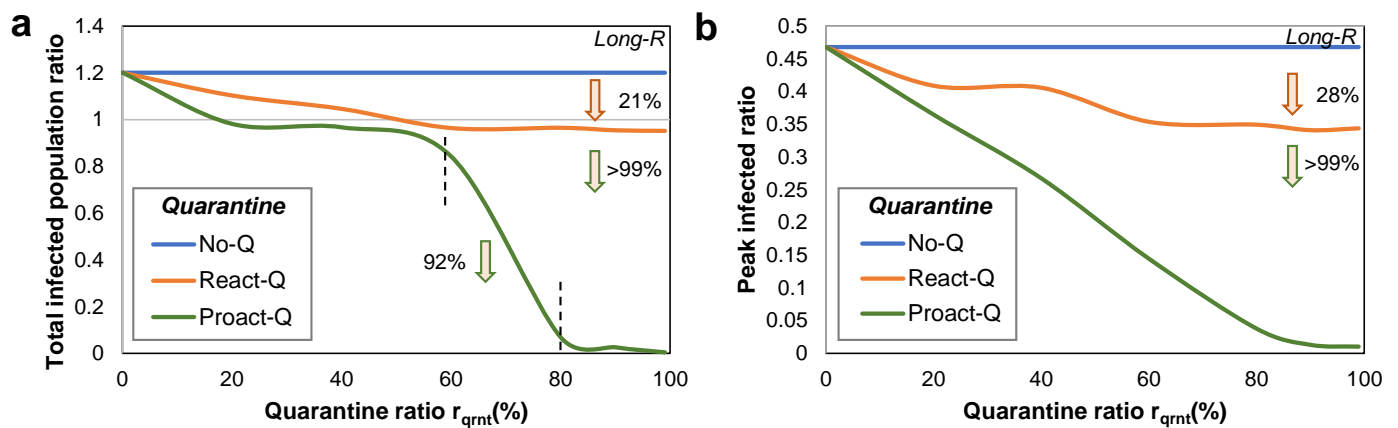 a
Total infected population ratio
1.4
1.2
1
0.8
0.6
0.4
0.2
0
0
20
40
60
80
100
Quarantine ratio r_qrnt(%)
Long-R
21%
>99%
92%
Quarantine
No-Q
React-Q
Proact-Q
b
Peak infected ratio
0.5
0.45
0.4
0.35
0.3
0.25
0.2
0.15
0.1
0.05
0
0
20
40
60
80
100
Quarantine ratio r_qrnt(%)
Long-R
28%
>99%
Quarantine
No-Q
React-Q
Proact-Q